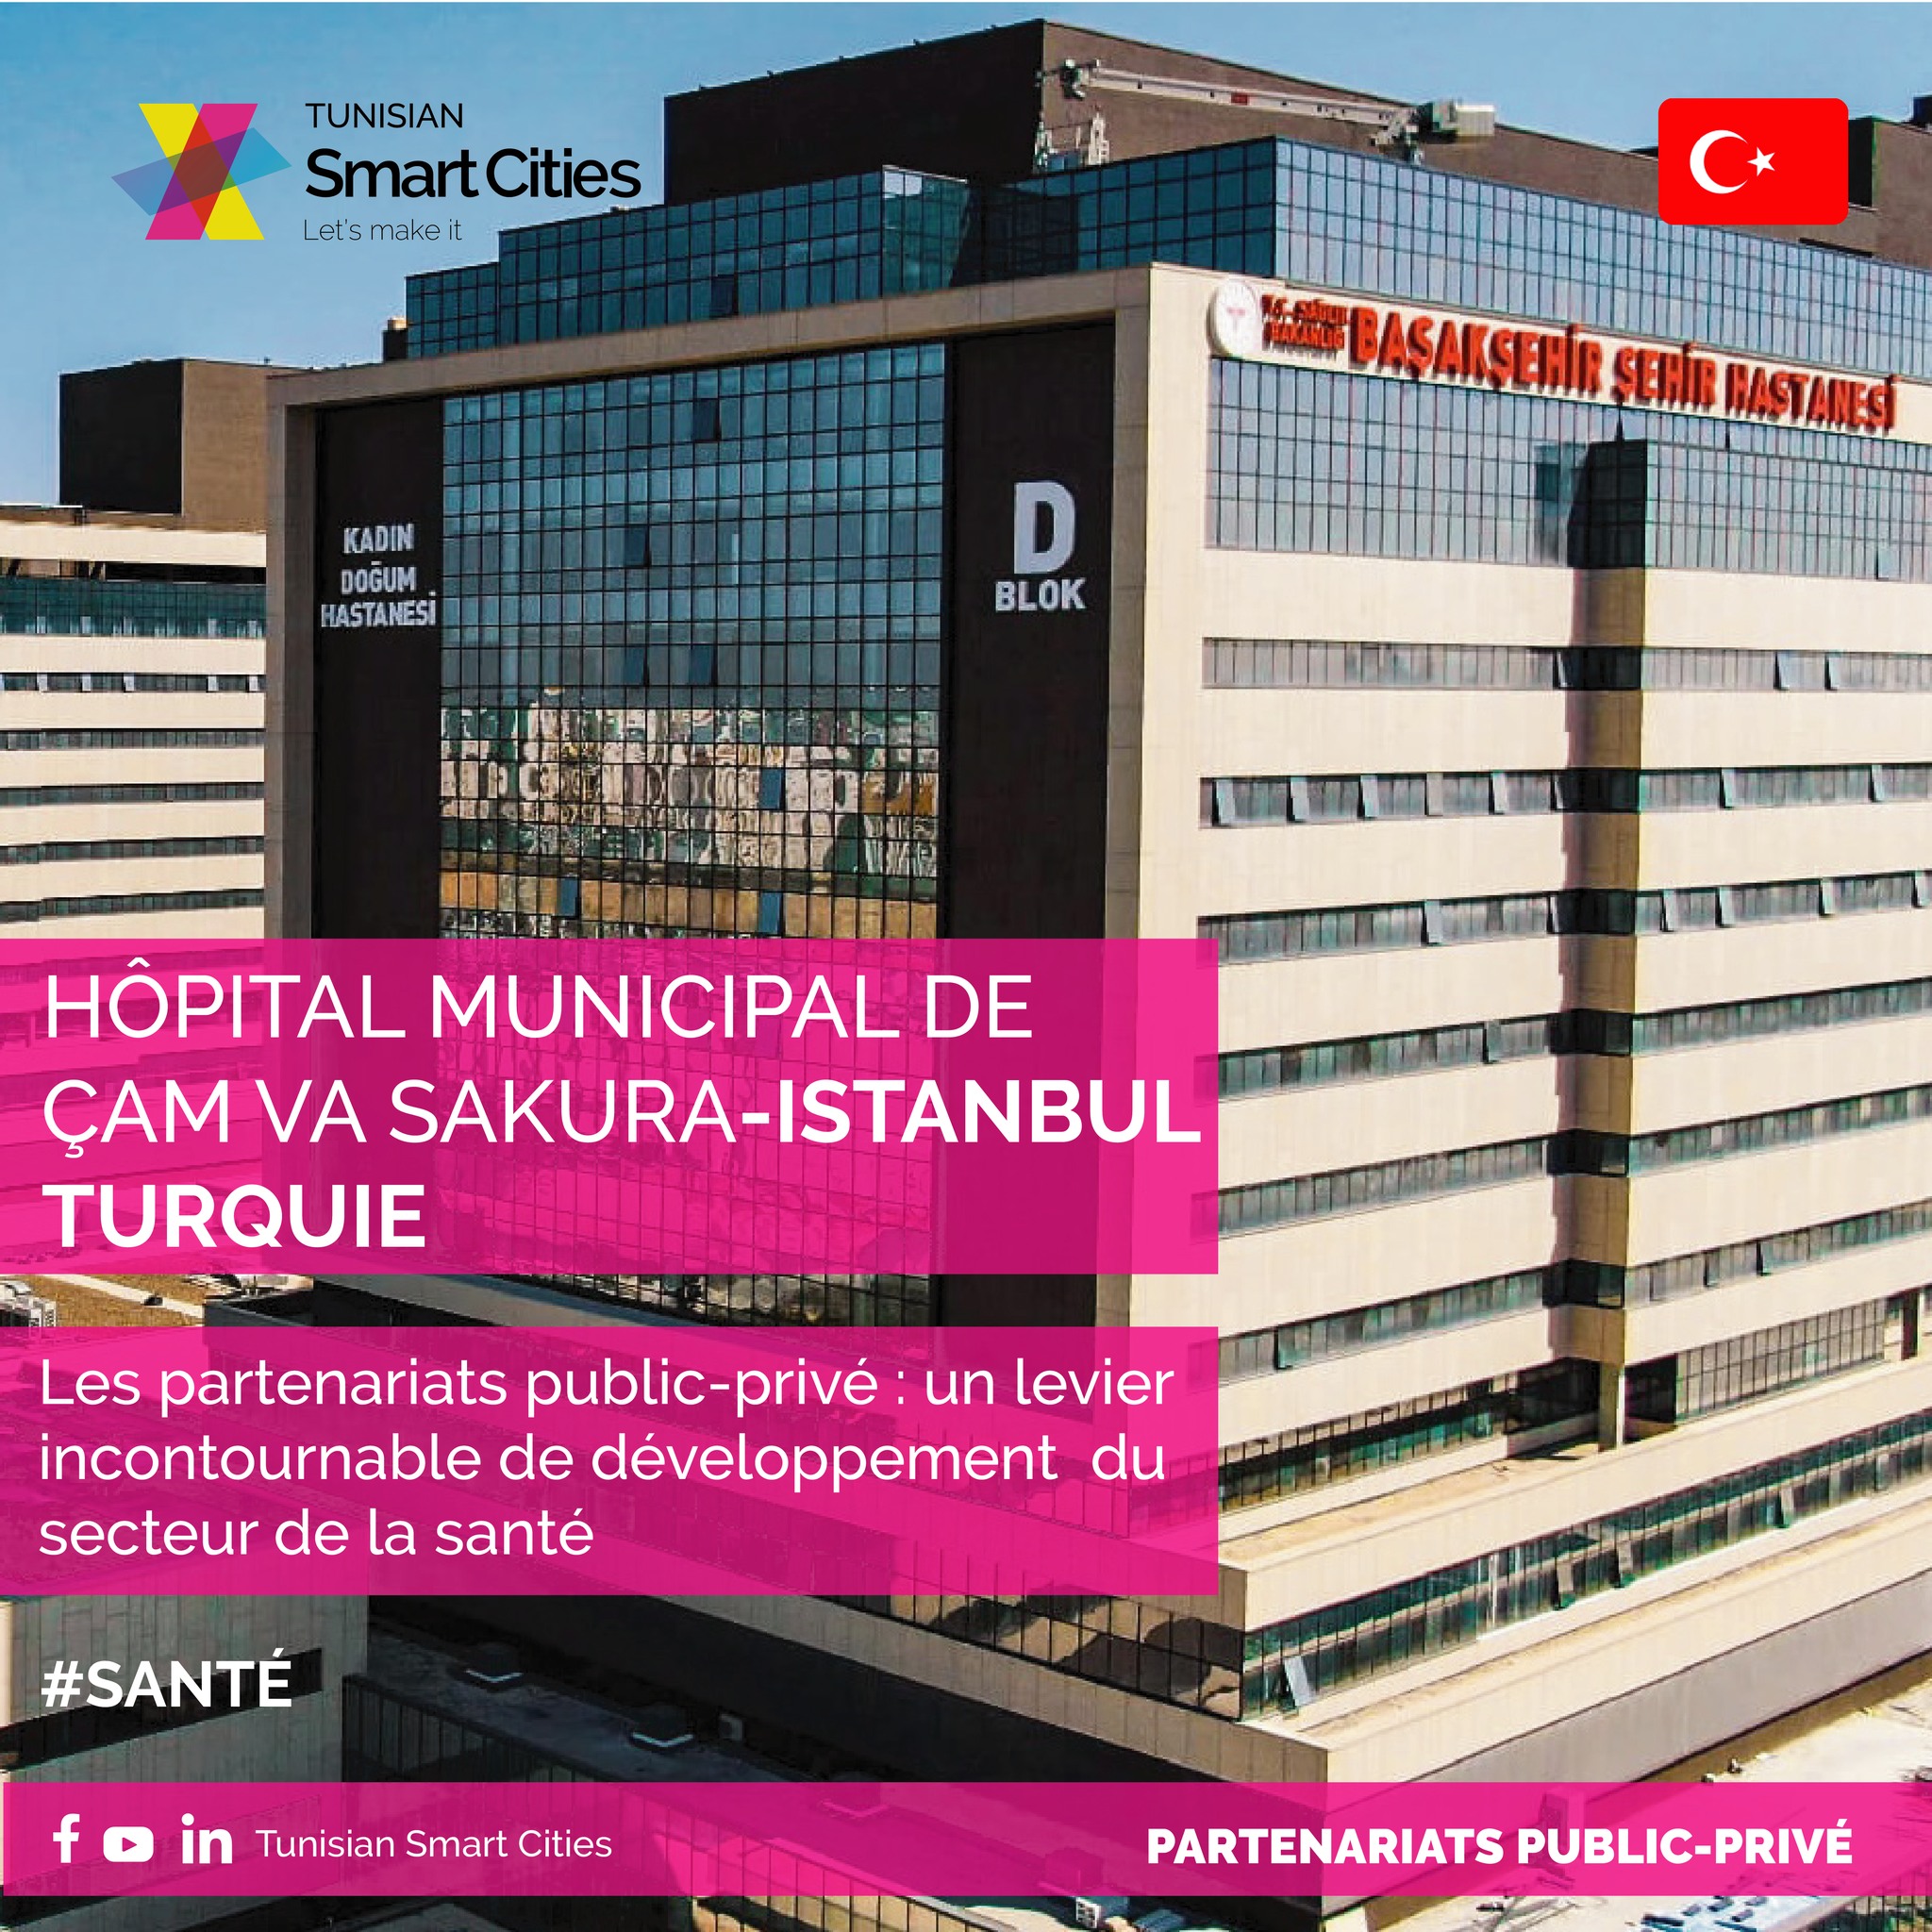 TUNISIAN
Smart Cities
Let's make it
T.C. SAĞLIK
BAKANLIĞI
BAŞAKŞEHİR ŞEHİR HASTANESİ
KADIN
DOĞUM
HASTANESİ
D
BLOK
HÔPITAL MUNICIPAL DE
ÇAM VA SAKURA-ISTANBUL
TURQUIE
Les partenariats public-privé : un levier
incontournable de développement du
secteur de la santé
#SANTÉ
Tunisian Smart Cities
PARTENARIATS PUBLIC-PRIVÉ